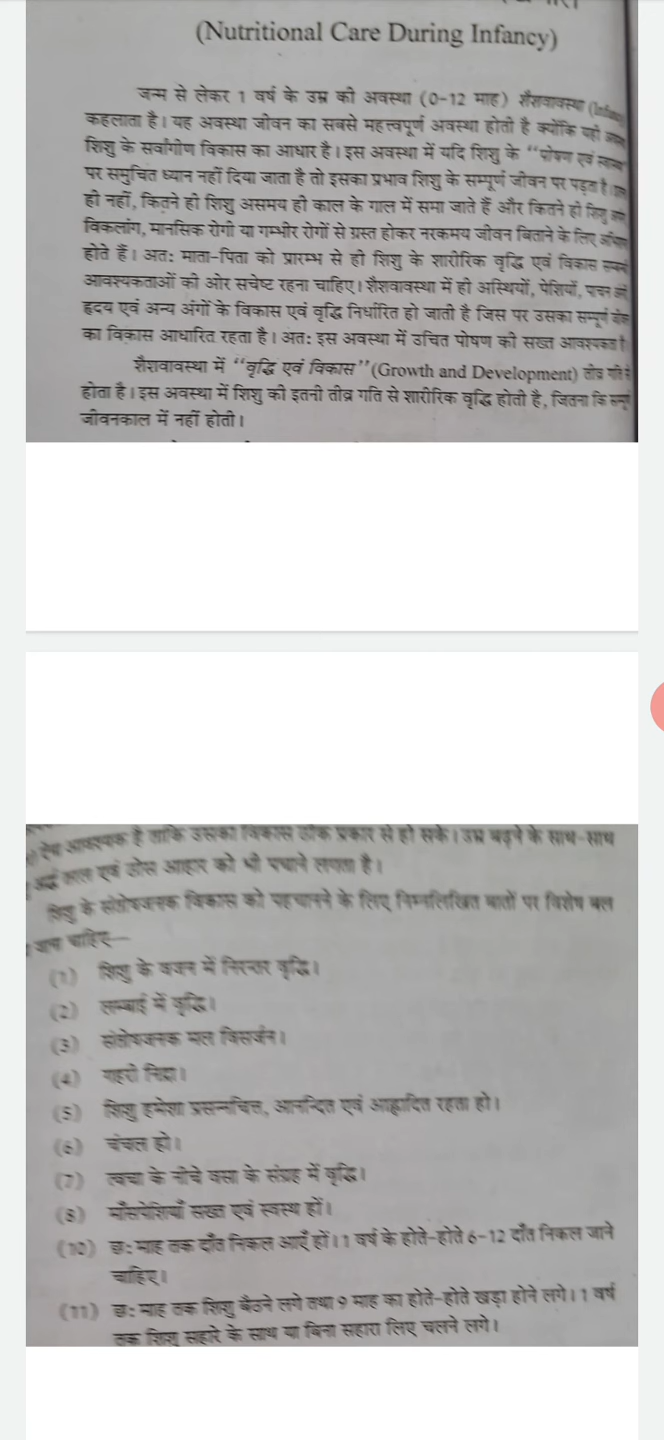 (Nutritional Care During Infancy)
जन्म से लेकर 1 वर्ष के उम्र की अवस्था (0-12 माह) शैशवावस्था
कहलाता है। यह अवस्था जीवन का सबसे महत्त्वपूर्ण अवस्था होती है क्योंकि यही
शिशु के सर्वांगीण विकास का आधार है। इस अवस्था में यदि शिशु के ‘‘पोषण एवं
पर समुचित ध्यान नहीं दिया जाता है तो इसका प्रभाव शिशु के सम्पूर्ण जीवन पर पड़ता है।
ही नहीं, कितने ही शिशु असमय ही काल के गाल में समा जाते हैं और कितने ही शिशु
विकलांग, मानसिक रोगी या गम्भीर रोगों से ग्रस्त होकर नरकमय जीवन बिताने के लिए
होते हैं। अत: माता-पिता को प्रारम्भ से ही शिशु के शारीरिक वृद्धि एवं विकास
आवश्यकताओं की ओर सचेष्ट रहना चाहिए। शैशवावस्था में ही अस्थियों, पेशियों, पाचन
हृदय एवं अन्य अंगों के विकास एवं वृद्धि निर्धारित हो जाती है जिस पर उसका सम्पूर्ण
का विकास आधारित रहता है। अत: इस अवस्था में उचित पोषण की सख्त आवश्यकता है।
शैशवावस्था में ‘‘वृद्धि एवं विकास’’ (Growth and Development) तीव्र गति से
होता है। इस अवस्था में शिशु की इतनी तीव्र गति से शारीरिक वृद्धि होती है, जितना कि सम्पूर्ण
जीवनकाल में नहीं होती।
आवश्यक है ताकि उसका विकास ठीक प्रकार से हो सके। उम्र बढ़ने के साथ-साथ
एवं ठोस आहार को भी पचाने लगता है।
शिशु के संतोषजनक विकास को पहचानने के लिए निम्नलिखित बातों पर विशेष बल
चाहिए—
(1) शिशु के वजन में निरन्तर वृद्धि।
(2) लम्बाई में वृद्धि।
(3) संतोषजनक मल विसर्जन।
(4) गहरी निद्रा।
(5) शिशु हमेशा प्रसन्नचित्त, आनन्दित एवं आह्लादित रहता हो।
(6) चंचल हो।
(7) त्वचा के नीचे वसा के संग्रह में वृद्धि।
(8) माँसपेशियाँ सख्त एवं स्वस्थ हों।
(10) छ: माह तक दाँत निकल आएँ हों। 1 वर्ष के होते-होते 6-12 दाँत निकल जाने
चाहिए।
(11) छ: माह तक शिशु बैठने लगे तथा 9 माह का होते-होते खड़ा होने लगे। 1 वर्ष
तक शिशु सहारे के साथ या बिना सहारा लिए चलने लगे।